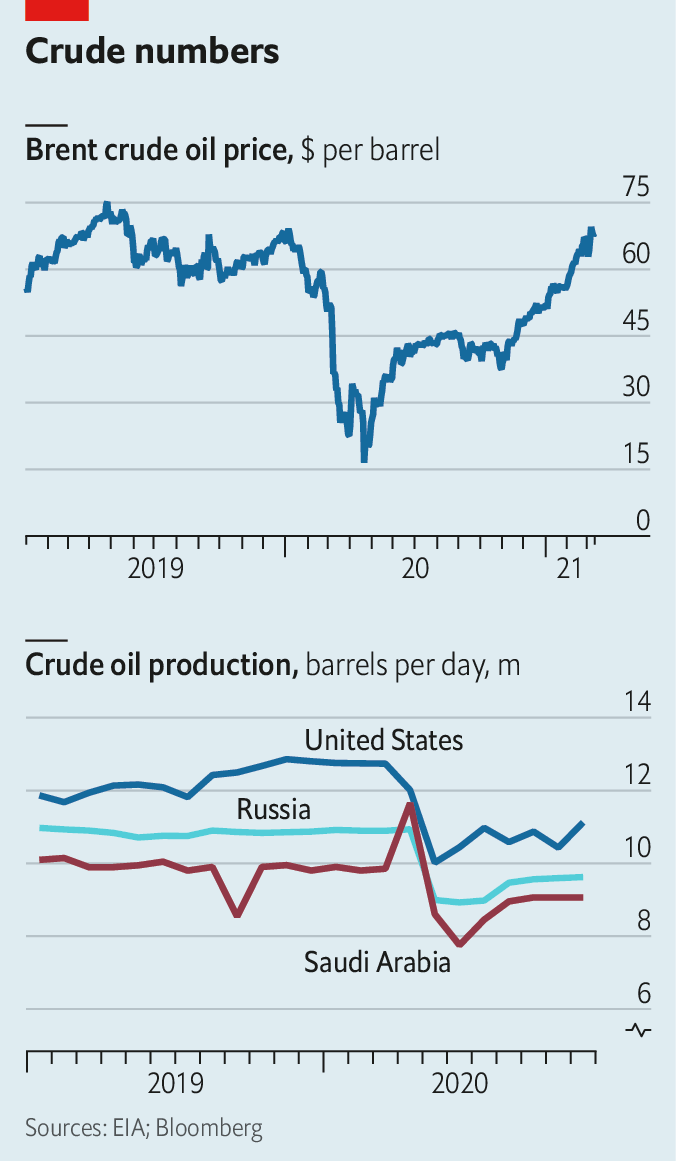 Crude numbers
Brent crude oil price, $ per barrel
75
60
45
30
15
0
2019 20 21
Crude oil production, barrels per day, m
14
United States
12
Russia
10
8
Saudi Arabia
6
2019 2020
Sources: EIA; Bloomberg